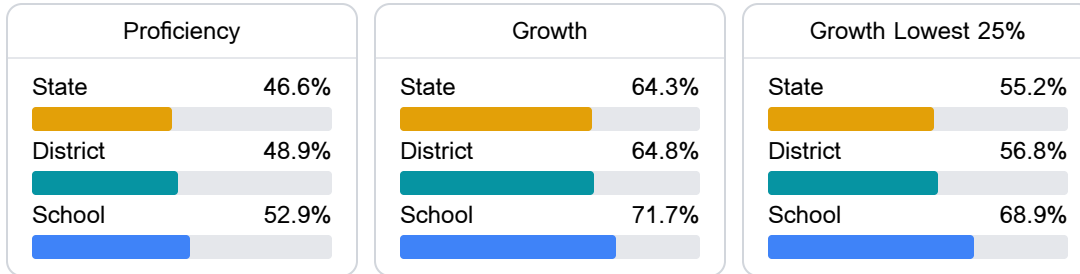 Proficiency
State 46.6%
District 48.9%
School 52.9%
Growth
State 64.3%
District 64.8%
School 71.7%
Growth Lowest 25%
State 55.2%
District 56.8%
School 68.9%